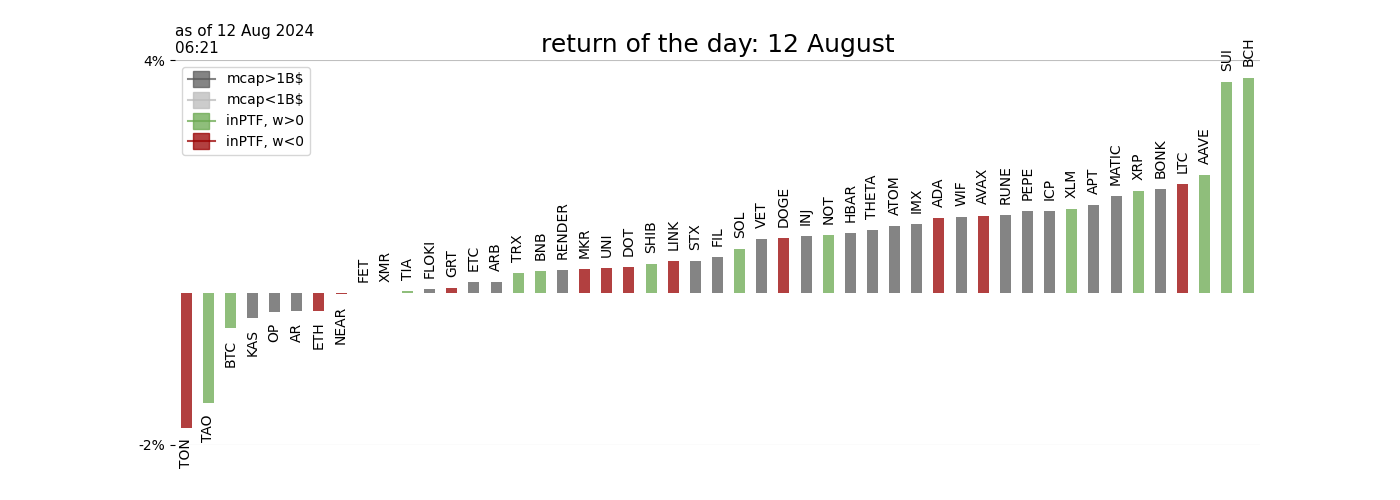 as of 12 Aug 2024
06:21
return of the day: 12 August
4%
mcap>1B$
mcap<1B$
inPTF, w>0
inPTF, w<0
-2%
TON
TAO
BTC
KAS
OP
AR
ETH
NEAR
FET
XMR
TIA
FLOKI
GRT
ETC
ARB
TRX
BNB
RENDER
MKR
UNI
DOT
SHIB
LINK
STX
FIL
SOL
VET
DOGE
INJ
NOT
HBAR
THETA
ATOM
IMX
ADA
WIF
AVAX
RUNE
PEPE
ICP
XLM
APT
MATIC
XRP
BONK
LTC
AAVE
SUI
BCH